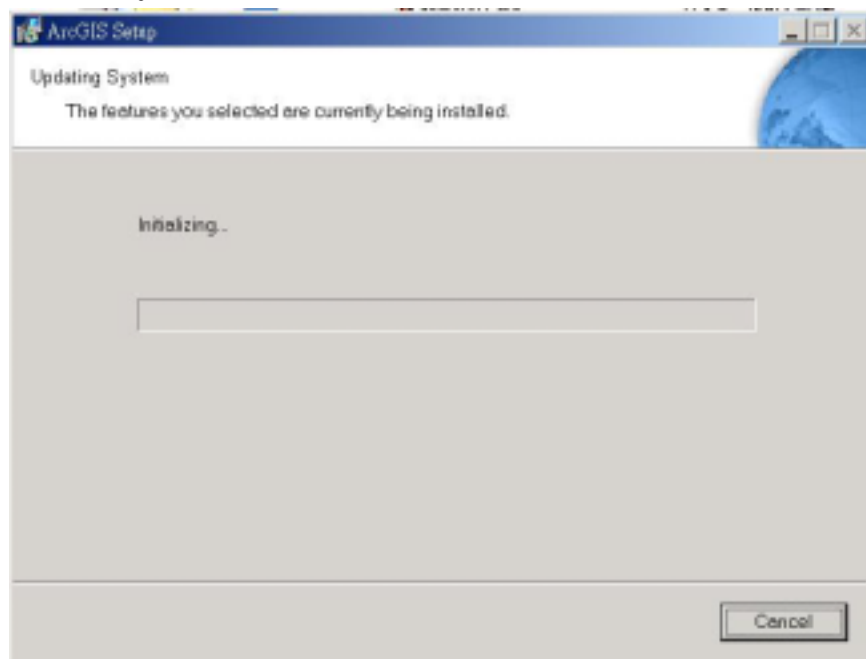 ArcGIS Setup
Updating System
The features you selected are currently being installed.
Initializing...
Cancel